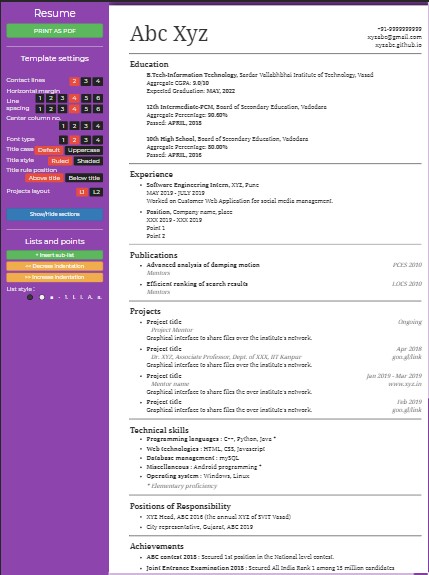 Resume
PRINT AS PDF
Template settings
Contact lines 2 3 4
Horizontal margin
1 2 3 4 5 6
Line spacing 1 2 3 4 5 6
Center column no.
1 2 3 4
Font type 1 2 3 4
Title case Default Uppercase
Title style Ruled Shaded
Title rule position
Above title Below title
Projects layout L1 L2
Show/Hide sections
Lists and points
+ Insert sub-list
<< Decrease Indentation
>> Increase Indentation
List style :
a. 1. i. I. A.
Abc Xyz
+91-9999999999
xyzabc@gmail.com
xyzabc.github.io
Education
B.Tech-Information Technology, Sardar Vallabhbhai Institute of Technology, Vasad
Aggregate CGPA: 9.0/10
Expected Graduation: MAY, 2022
12th Intermediate-PCM, Board of Secondary Education, Vadodara
Aggregate Percentage: 90.60%
Passed: APRIL, 2018
10th High School, Board of Secondary Education, Vadodara
Aggregate Percentage: 80.00%
Passed: APRIL, 2016
Experience
• Software Engineering Intern, XYZ, Pune
MAY 2019 - JULY 2019
Worked on Customer Web Application for social media management.
• Position, Company name, place
XXX 2019 - XXX 2019
Point 1
Point 2
Publications
• Advanced analysis of damping motion PCES 2010
Mentors
• Efficient ranking of search results LOCS 2010
Mentors
Projects
• Project title Ongoing
Project Mentor
Graphical interface to share files over the institute's network.
• Project title Apr 2018
Dr. XYZ, Associate Professor, Dept. of XXX, IIT Kanpur goo.gl/link
Graphical interface to share files over the institute's network.
• Project title Jan 2019 - Mar 2019
Mentor name www.xyz.in
Graphical interface to share files the over the institute's network.
• Project title Feb 2019
Graphical interface to share files over the institute's network. goo.gl/link
Technical skills
• Programming languages : C++, Python, Java *
• Web technologies : HTML, CSS, Javascript
• Database management : mySQL
• Miscellaneous : Android programming *
• Operating system : Windows, Linux
* Elementary proficiency
Positions of Responsibility
• XYZ Head, ABC 2016 (the annual XYZ of SVIT Vasad)
• City representative, Gujarat, ABC 2019
Achievements
• ABC contest 2018 : Secured 1st position in the National level contest.
• Joint Entrance Examination 2018 : Secured All India Rank 1 among 15 million candidates